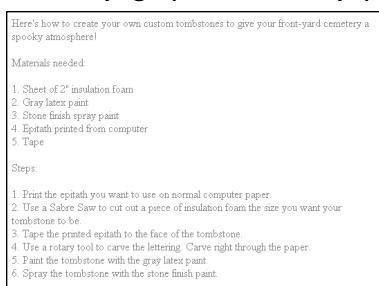 Here's how to create your own custom tombstones to give your front-yard cemetery a
spooky atmosphere!
Materials needed:
1. Sheet of 2" insulation foam
2. Gray latex paint
3. Stone finish spray paint
4. Epitath printed from computer
5. Tape
Steps:
1. Print the epitath you want to use on normal computer paper.
2. Use a Sabre Saw to cut out a piece of insulation foam the size you want your
tombstone to be.
3. Tape the printed epitath to the face of the tombstone.
4. Use a rotary tool to carve the lettering. Carve right through the paper.
5. Paint the tombstone with the gray latex paint.
6. Spray the tombstone with the stone finish paint.